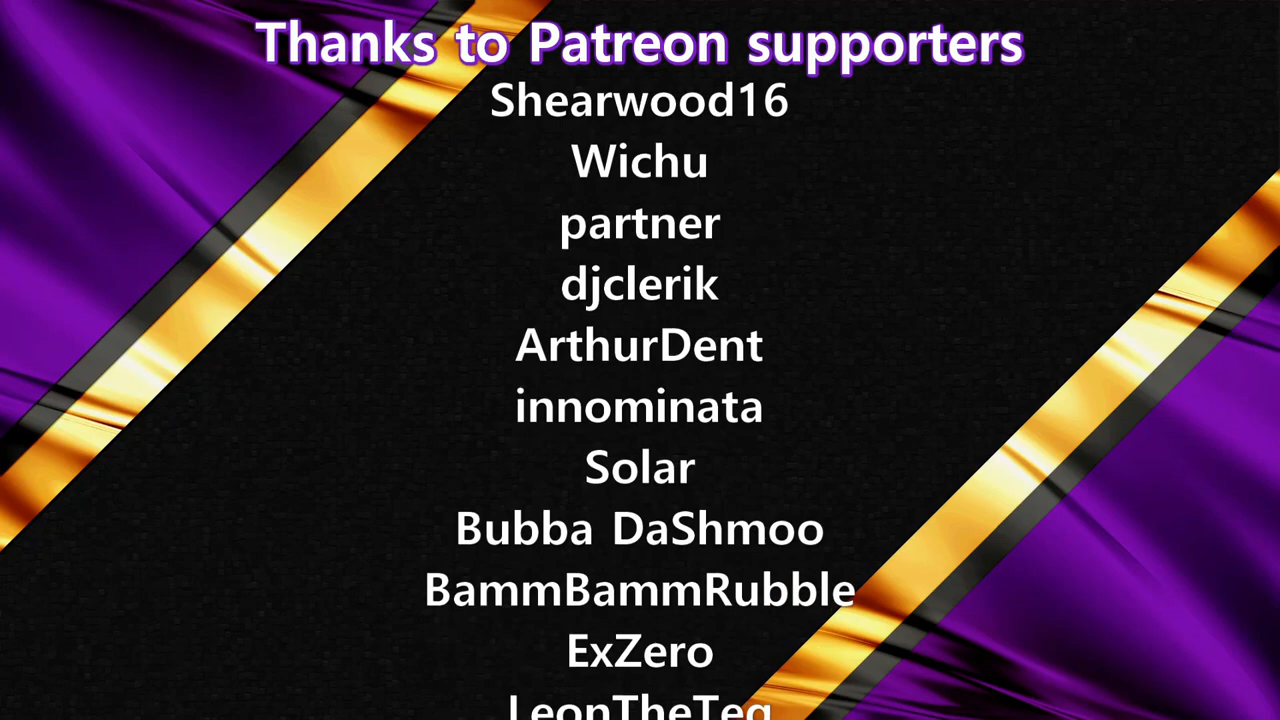 Thanks to Patreon supporters
Shearwood16
Wichu
partner
djclerik
ArthurDent
innominata
Solar
Bubba DaShmoo
BammBammRubble
ExZero